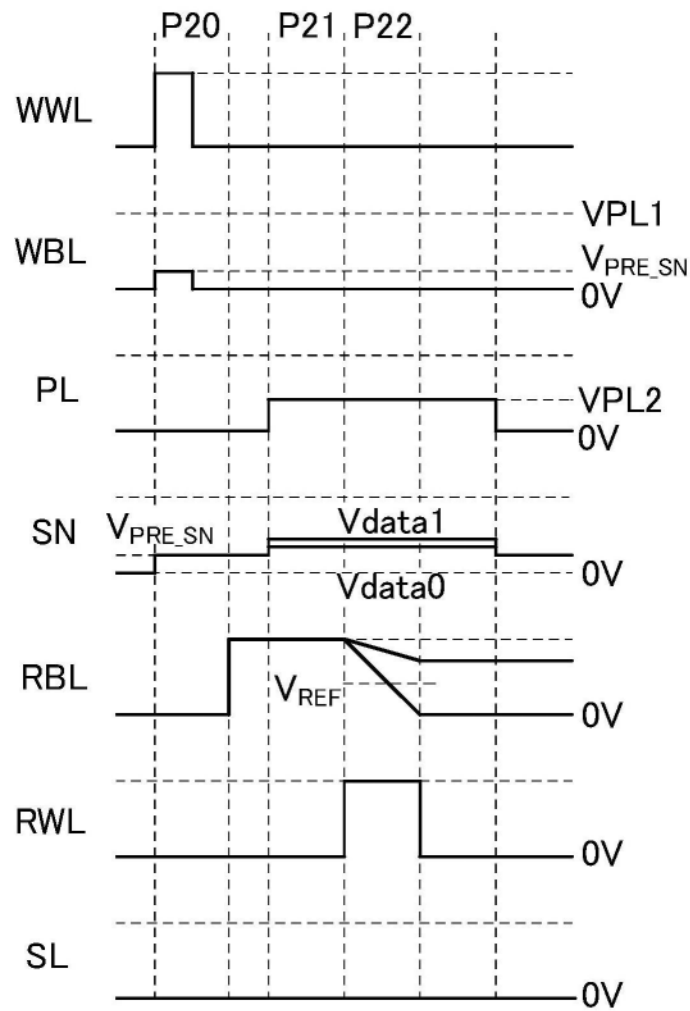 P20 P21 P22
WWL
VPL1
WBL
VPRE_SN
0V
PL
VPL2
0V
SN VPRE_SN Vdata1
0V
Vdata0
RBL
VREF
0V
RWL
0V
SL
0V